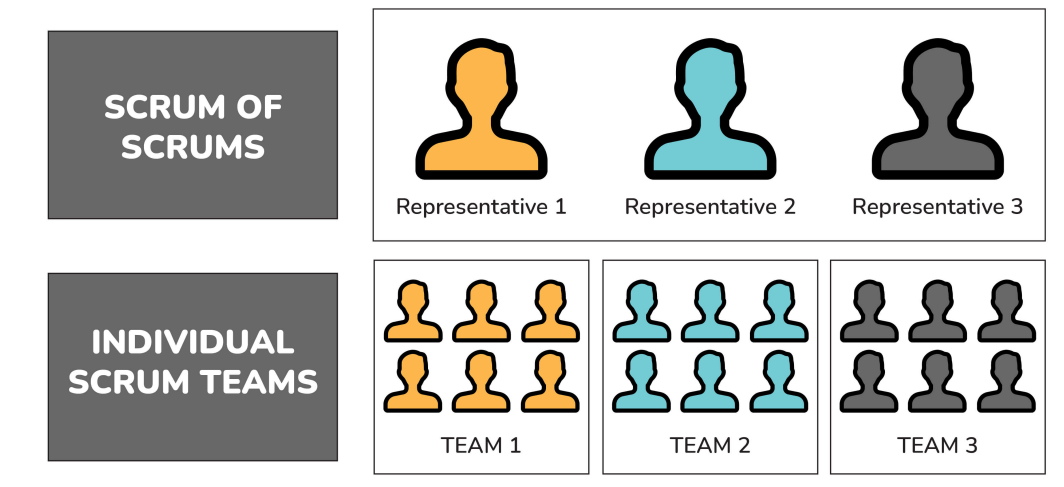 SCRUM OF
SCRUMS
Representative 1
Representative 2
Representative 3
INDIVIDUAL
SCRUM TEAMS
TEAM 1
TEAM 2
TEAM 3